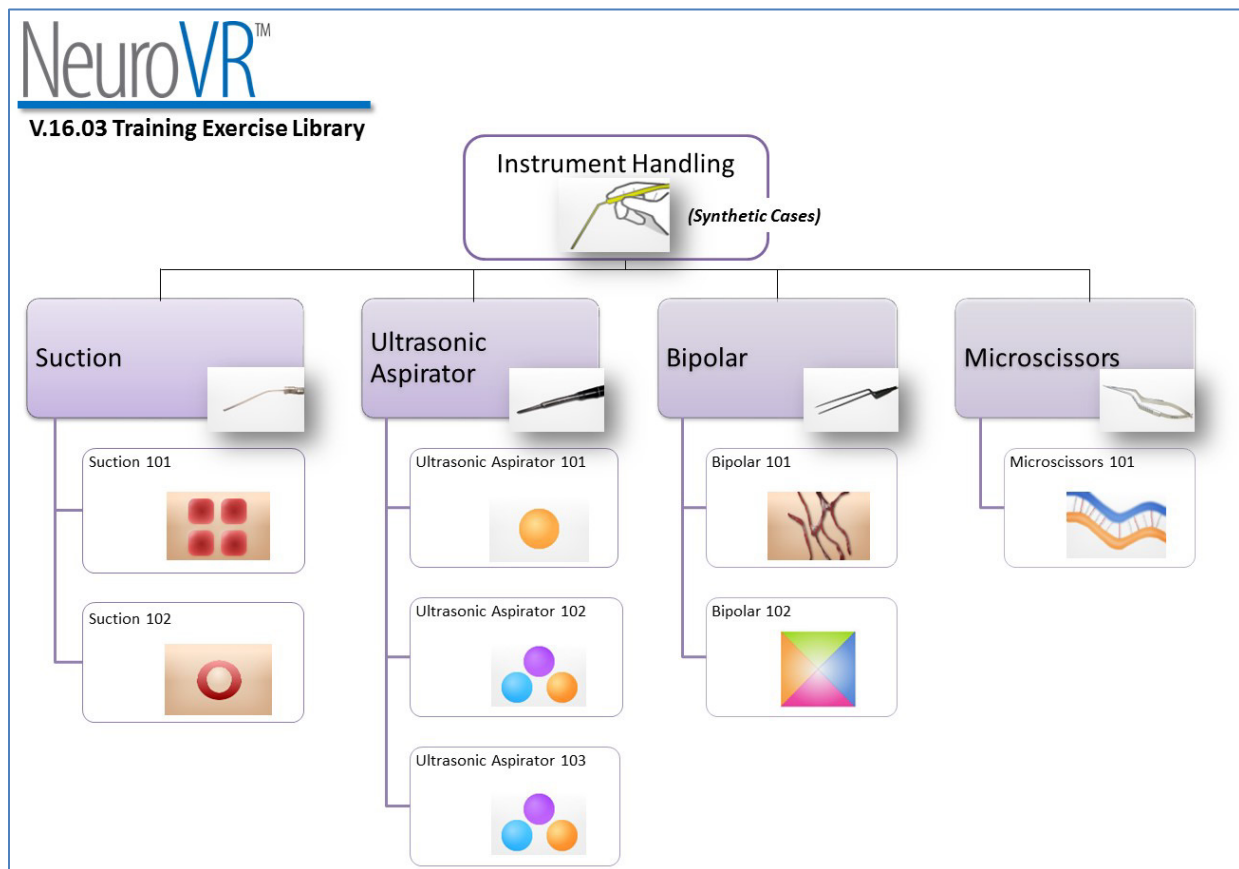 NeuroVR™
V.16.03 Training Exercise Library
Instrument Handling
(Synthetic Cases)
Suction
Suction 101
Suction 102
Ultrasonic
Aspirator
Ultrasonic Aspirator 101
Ultrasonic Aspirator 102
Ultrasonic Aspirator 103
Bipolar
Bipolar 101
Bipolar 102
Microscissors
Microscissors 101